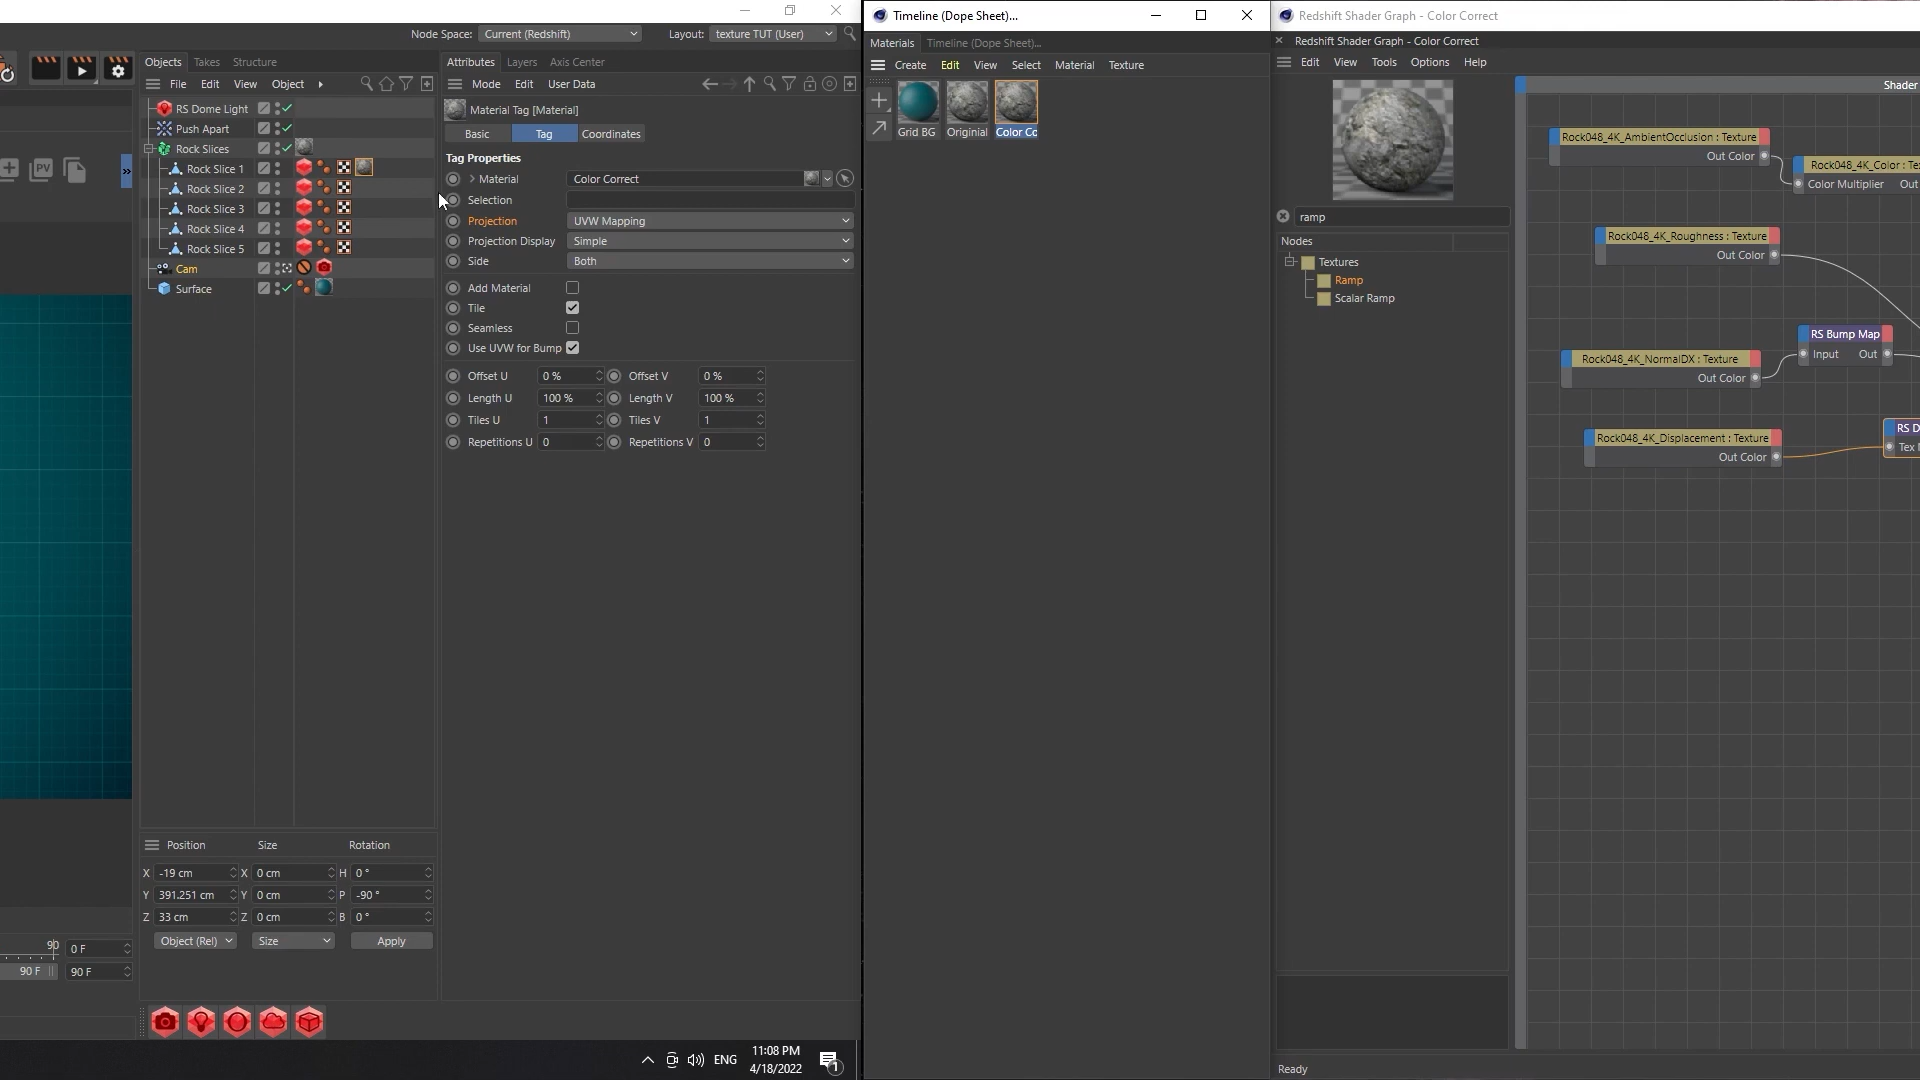 Node Space:
Current (Redshift)
Layout:
texture TUT (User)
Objects
Takes
Structure
File
Edit
View
Object
RS Dome Light
Push Apart
Rock Slices
Rock Slice 1
Rock Slice 2
Rock Slice 3
Rock Slice 4
Rock Slice 5
Cam
Surface
PV
Position
Size
Rotation
X -19 cm X 0 cm H 0 °
Y 391.251 cm Y 0 cm P -90 °
Z 33 cm Z 0 cm B 0 °
Object (Rel)
Size
Apply
90
0 F
90 F
90 F
Attributes
Layers
Axis Center
Mode
Edit
User Data
Material Tag [Material]
Basic
Tag
Coordinates
Tag Properties
Material
Color Correct
Selection
Projection
UVW Mapping
Projection Display
Simple
Side
Both
Add Material
Tile
Seamless
Use UVW for Bump
Offset U 0 % Offset V 0 %
Length U 100 % Length V 100 %
Tiles U 1 Tiles V 1
Repetitions U 0 Repetitions V 0
ENG
11:08 PM
4/18/2022
1
Timeline (Dope Sheet)...
Materials
Timeline (Dope Sheet)...
Create
Edit
View
Select
Material
Texture
Grid BG
Originial
Color Cc
Redshift Shader Graph - Color Correct
Redshift Shader Graph - Color Correct
Edit
View
Tools
Options
Help
ramp
Nodes
Textures
Ramp
Scalar Ramp
Ready
Shader
Rock048_4K_AmbientOcclusion : Texture
Out Color
Rock048_4K_Color : Te
Color Multiplier
Out
Rock048_4K_Roughness : Texture
Out Color
RS Bump Map
Input
Out
Rock048_4K_NormalDX : Texture
Out Color
RS D
Tex
Rock048_4K_Displacement : Texture
Out Color